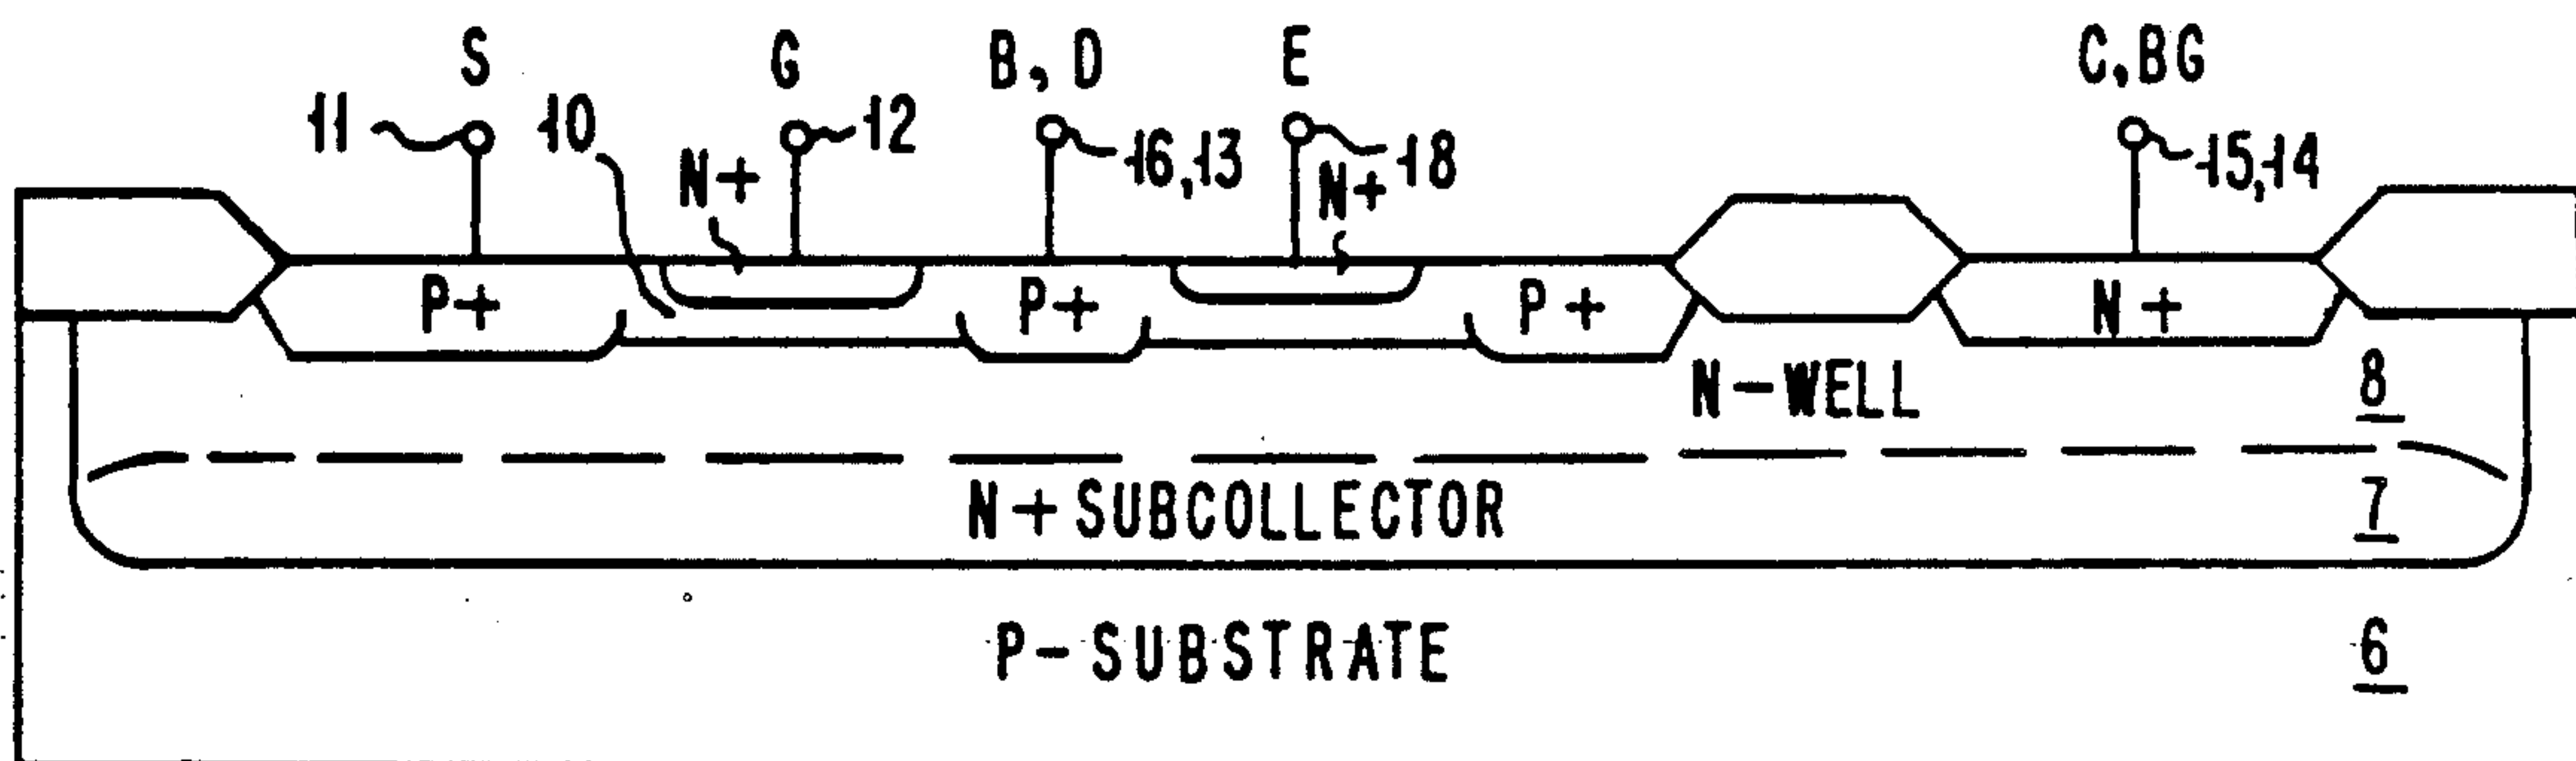 S G B, D E C,BG
11 10 12 16,13 18 15,14
N+ N+
P+ P+ P+ N+
N-WELL 8
N+ SUBCOLLECTOR 7
P-SUBSTRATE 6